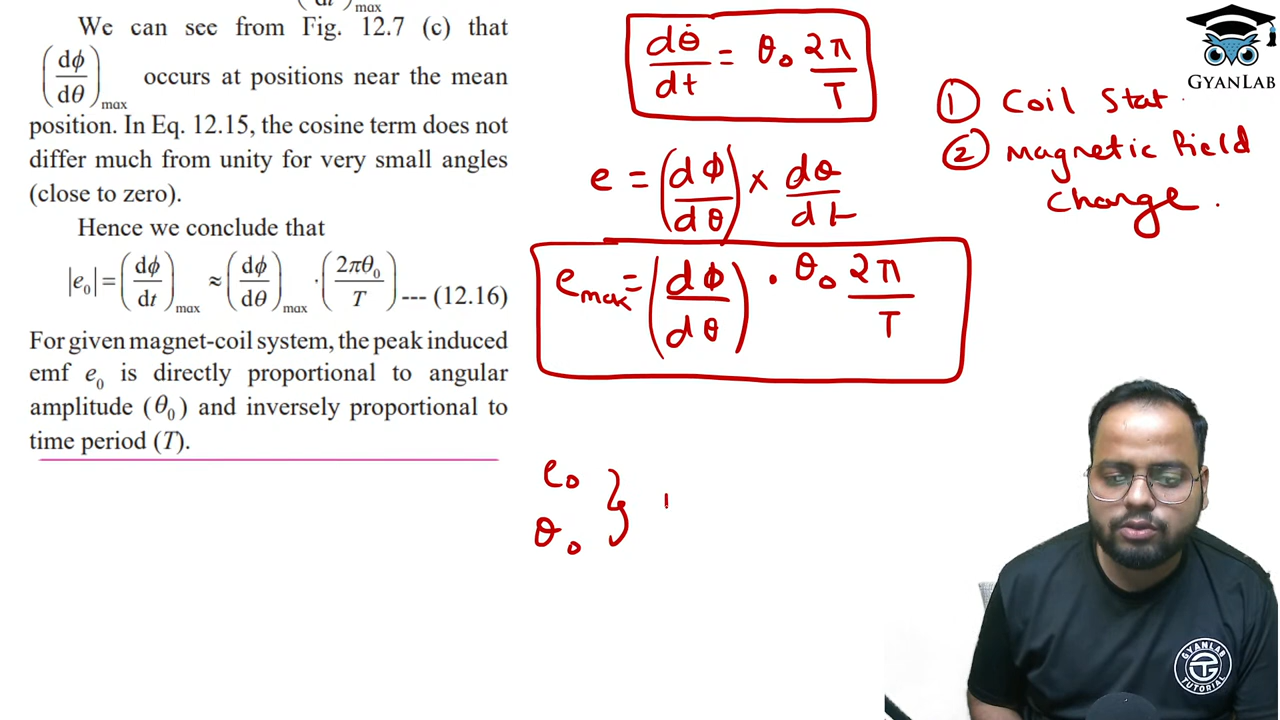 (dt)max
We can see from Fig. 12.7 (c) that
(dϕ/dθ)max occurs at positions near the mean
position. In Eq. 12.15, the cosine term does not
differ much from unity for very small angles
(close to zero).
Hence we conclude that
|e₀| = (dϕ/dt)max ≈ (dϕ/dθ)max · (2πθ₀/T) --- (12.16)
For given magnet-coil system, the peak induced
emf e₀ is directly proportional to angular
amplitude (θ₀) and inversely proportional to
time period (T).
dθ/dt = θ₀ 2π/T
e = (dϕ/dθ) × dθ/dt
emax = (dϕ/dθ) · θ₀ 2π/T
e₀
θ₀ }
① Coil Stat
② Magnetic Field
Change.
GYANLAB
GYANLAB
TUTORIAL